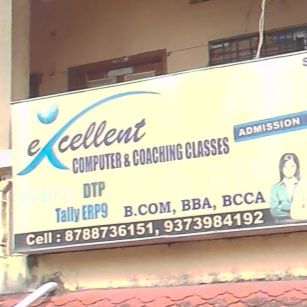 excellent
COMPUTER & COACHING CLASSES
ADMISSION
DTP
Tally ERP9 B.COM, BBA, BCCA
Cell : 8788736151, 9373984192